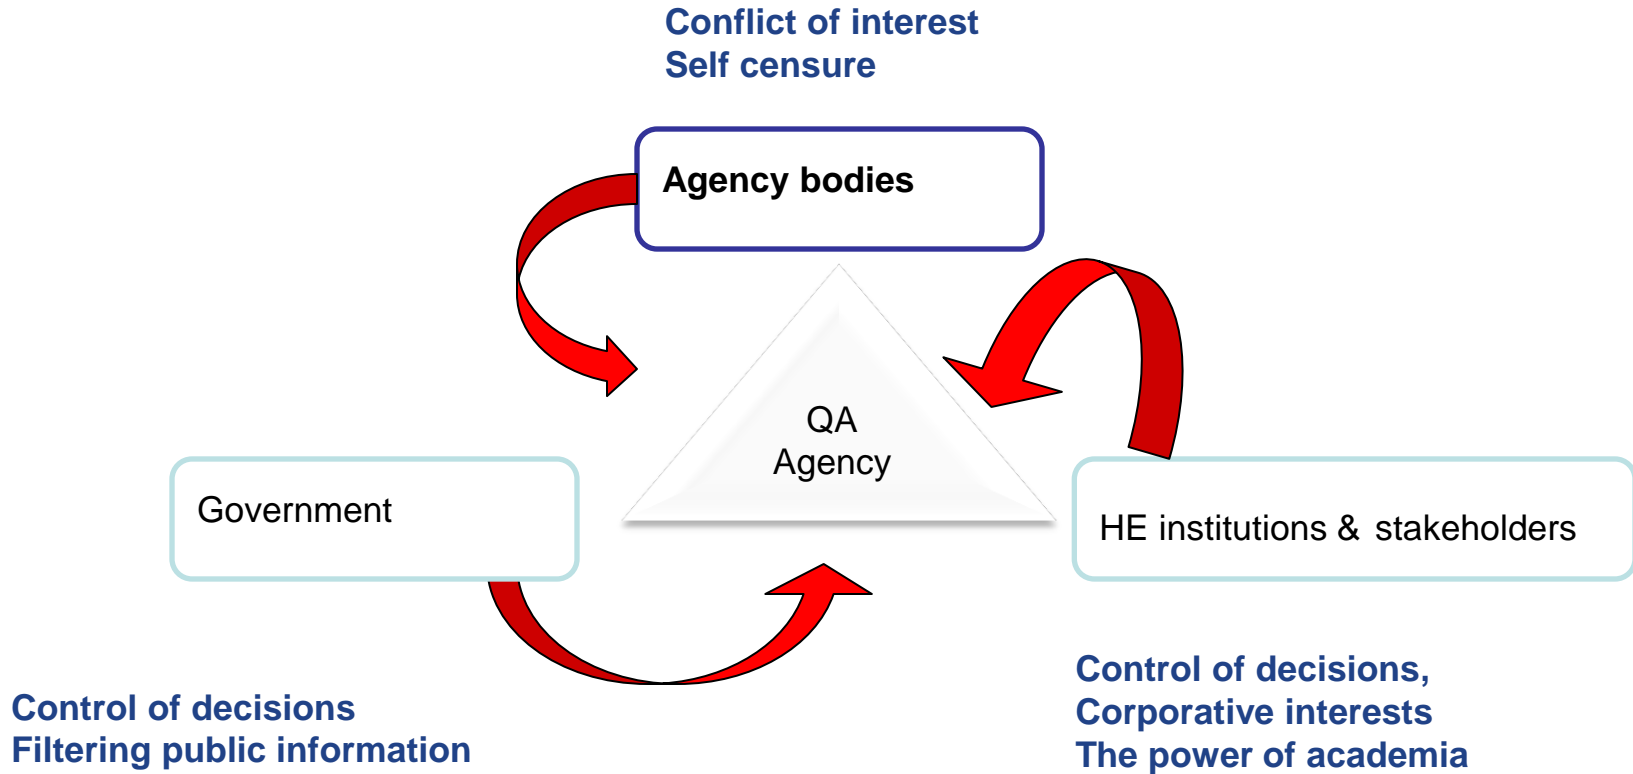 Conflict of interest
Self censure
Agency bodies
QA
Agency
Government
HE institutions & stakeholders
Control of decisions
Filtering public information
Control of decisions,
Corporative interests
The power of academia